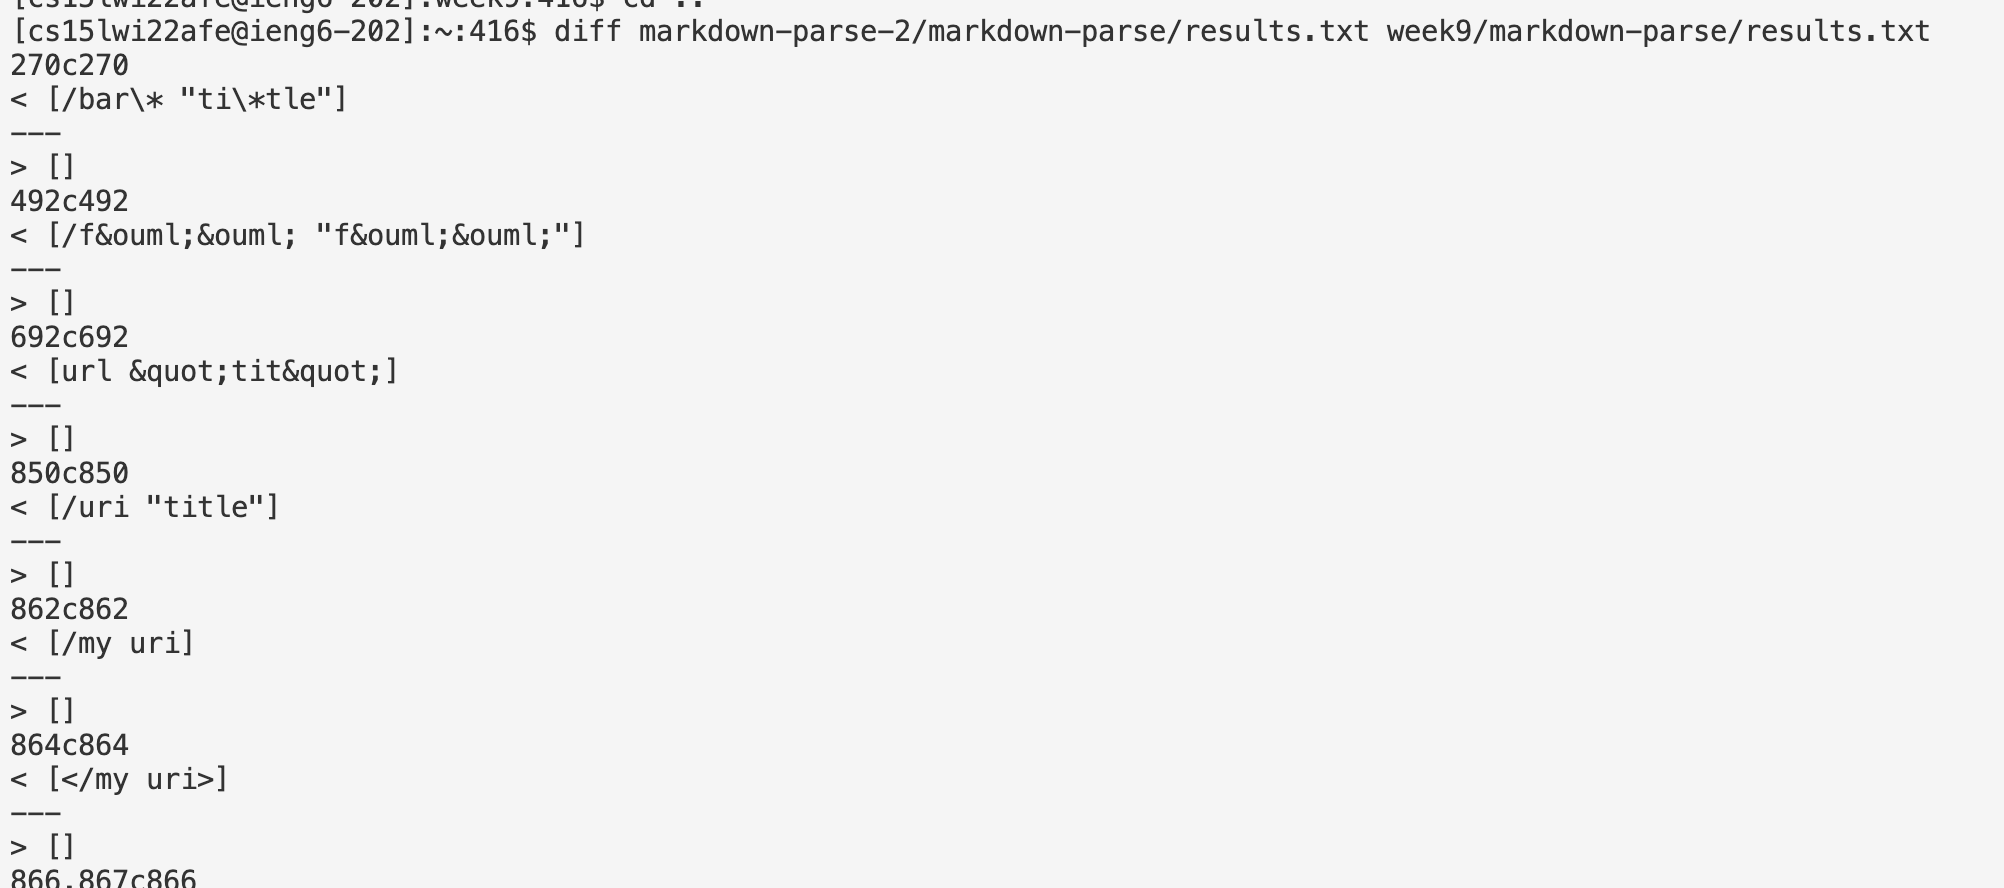 [cs15lwi22afe@ieng6-202]:week9:416$ cd ..
[cs15lwi22afe@ieng6-202]:~:416$ diff markdown-parse-2/markdown-parse/results.txt week9/markdown-parse/results.txt
270c270
< [/bar\* "ti\*tle"]
---
> []
492c492
< [/f&ouml;&ouml; "f&ouml;&ouml;"]
---
> []
692c692
< [url &quot;tit&quot;]
---
> []
850c850
< [/uri "title"]
---
> []
862c862
< [/my uri]
---
> []
864c864
< [</my uri>]
---
> []
866,867c866